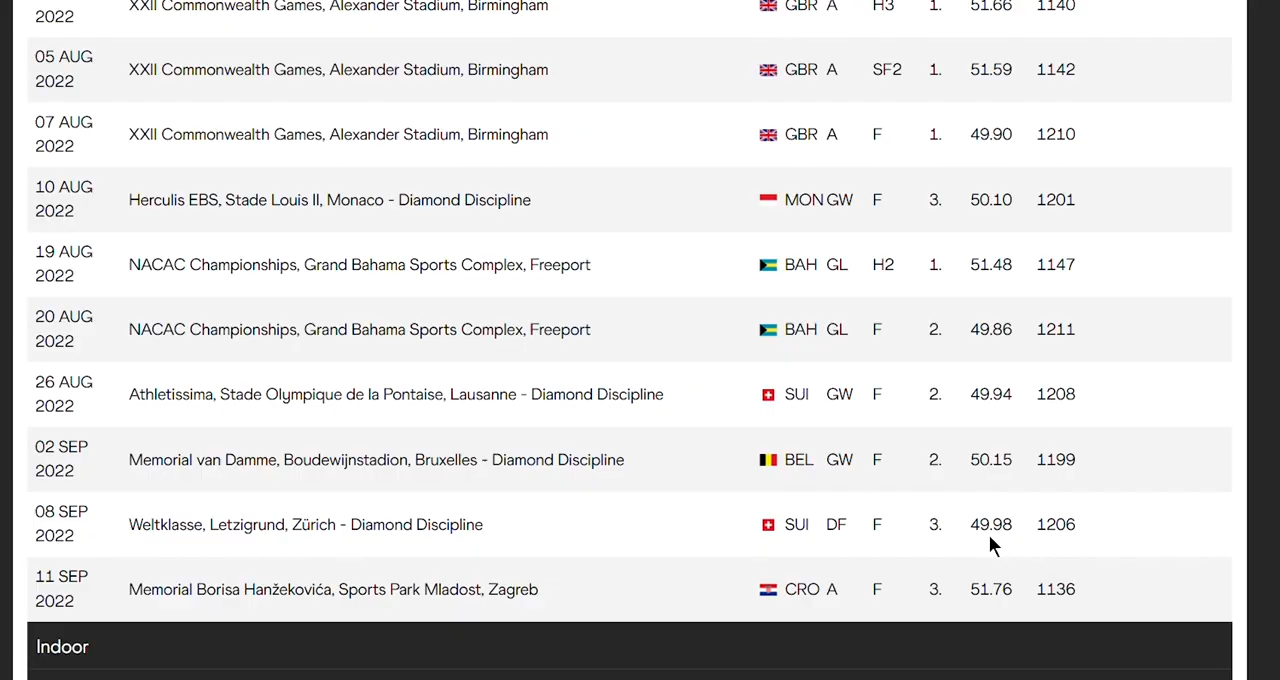 2022 XXII Commonwealth Games, Alexander Stadium, Birmingham GBR A H3 1. 51.66 1140
05 AUG
2022
XXII Commonwealth Games, Alexander Stadium, Birmingham GBR A SF2 1. 51.59 1142
07 AUG
2022
XXII Commonwealth Games, Alexander Stadium, Birmingham GBR A F 1. 49.90 1210
10 AUG
2022
Herculis EBS, Stade Louis II, Monaco - Diamond Discipline MON GW F 3. 50.10 1201
19 AUG
2022
NACAC Championships, Grand Bahama Sports Complex, Freeport BAH GL H2 1. 51.48 1147
20 AUG
2022
NACAC Championships, Grand Bahama Sports Complex, Freeport BAH GL F 2. 49.86 1211
26 AUG
2022
Athletissima, Stade Olympique de la Pontaise, Lausanne - Diamond Discipline SUI GW F 2. 49.94 1208
02 SEP
2022
Memorial van Damme, Boudewijnstadion, Bruxelles - Diamond Discipline BEL GW F 2. 50.15 1199
08 SEP
2022
Weltklasse, Letzigrund, Zürich - Diamond Discipline SUI DF F 3. 49.98 1206
11 SEP
2022
Memorial Borisa Hanžekovića, Sports Park Mladost, Zagreb CRO A F 3. 51.76 1136
Indoor